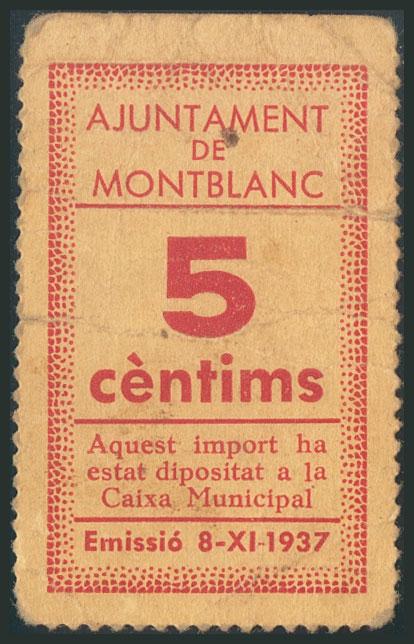 AJUNTAMENT
DE
MONTBLANC
5
cèntims
Aquest import ha
estat dipositat a la
Caixa Municipal
Emissió 8-XI-1937